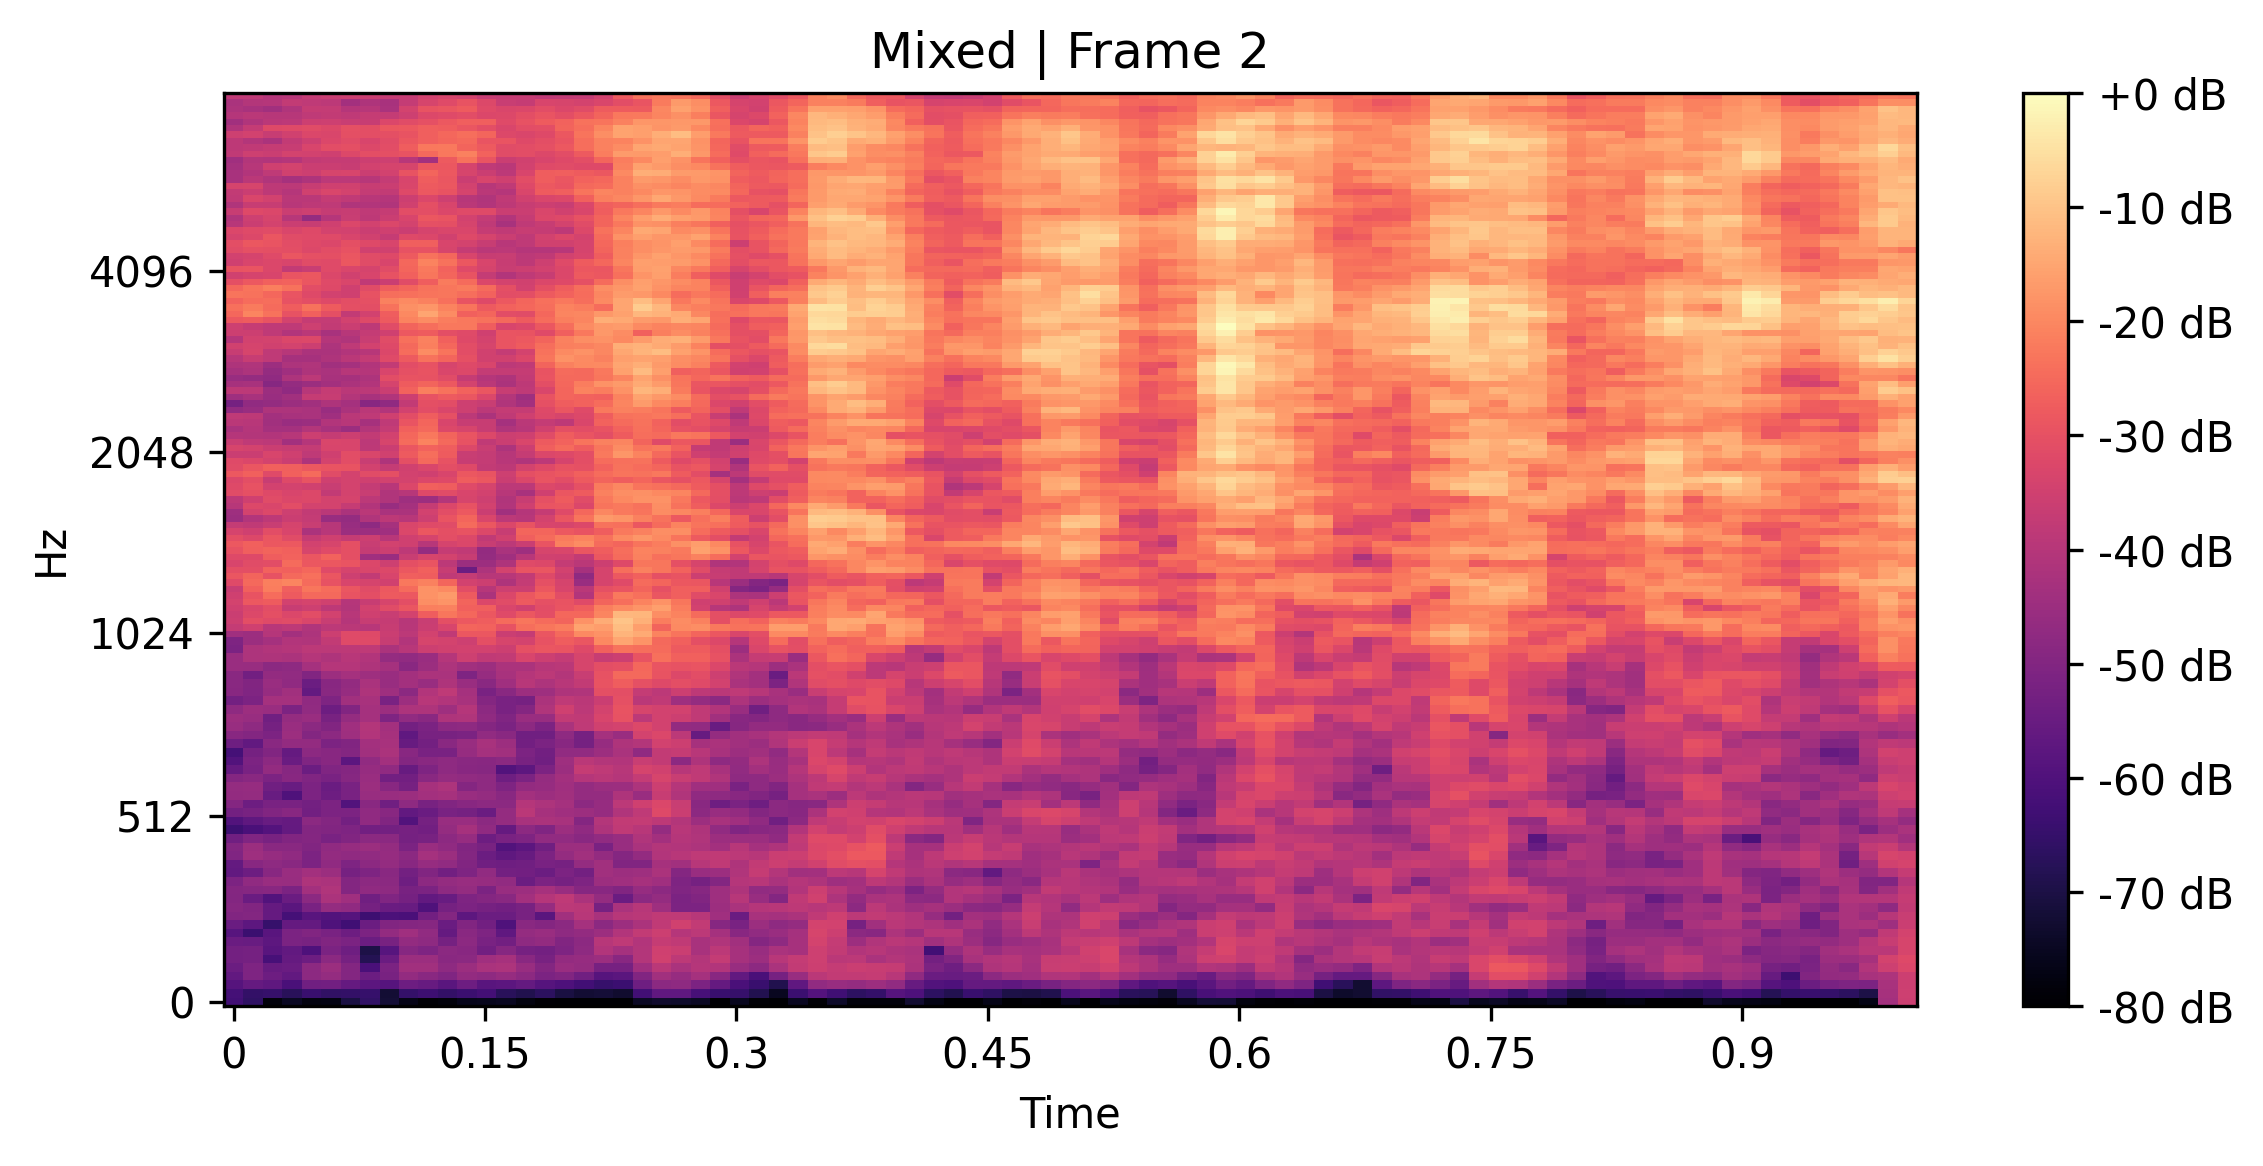 Mixed | Frame 2
Hz
4096
2048
1024
512
0
0 0.15 0.3 0.45 0.6 0.75 0.9
Time
+0 dB
-10 dB
-20 dB
-30 dB
-40 dB
-50 dB
-60 dB
-70 dB
-80 dB